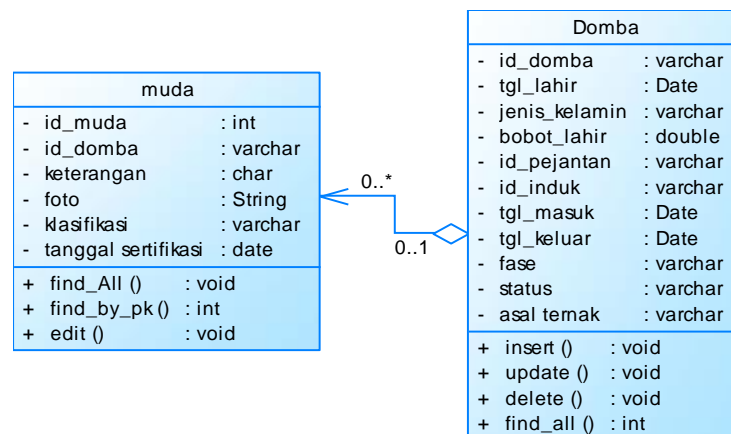 muda
- id_muda : int
- id_domba : varchar
- keterangan : char
- foto : String
- klasifikasi : varchar
- tanggal sertifikasi : date
+ find_All () : void
+ find_by_pk () : int
+ edit () : void
0..*
0..1
Domba
- id_domba : varchar
- tgl_lahir : Date
- jenis_kelamin : varchar
- bobot_lahir : double
- id_pejantan : varchar
- id_induk : varchar
- tgl_masuk : Date
- tgl_keluar : Date
- fase : varchar
- status : varchar
- asal ternak : varchar
+ insert () : void
+ update () : void
+ delete () : void
+ find_all () : int